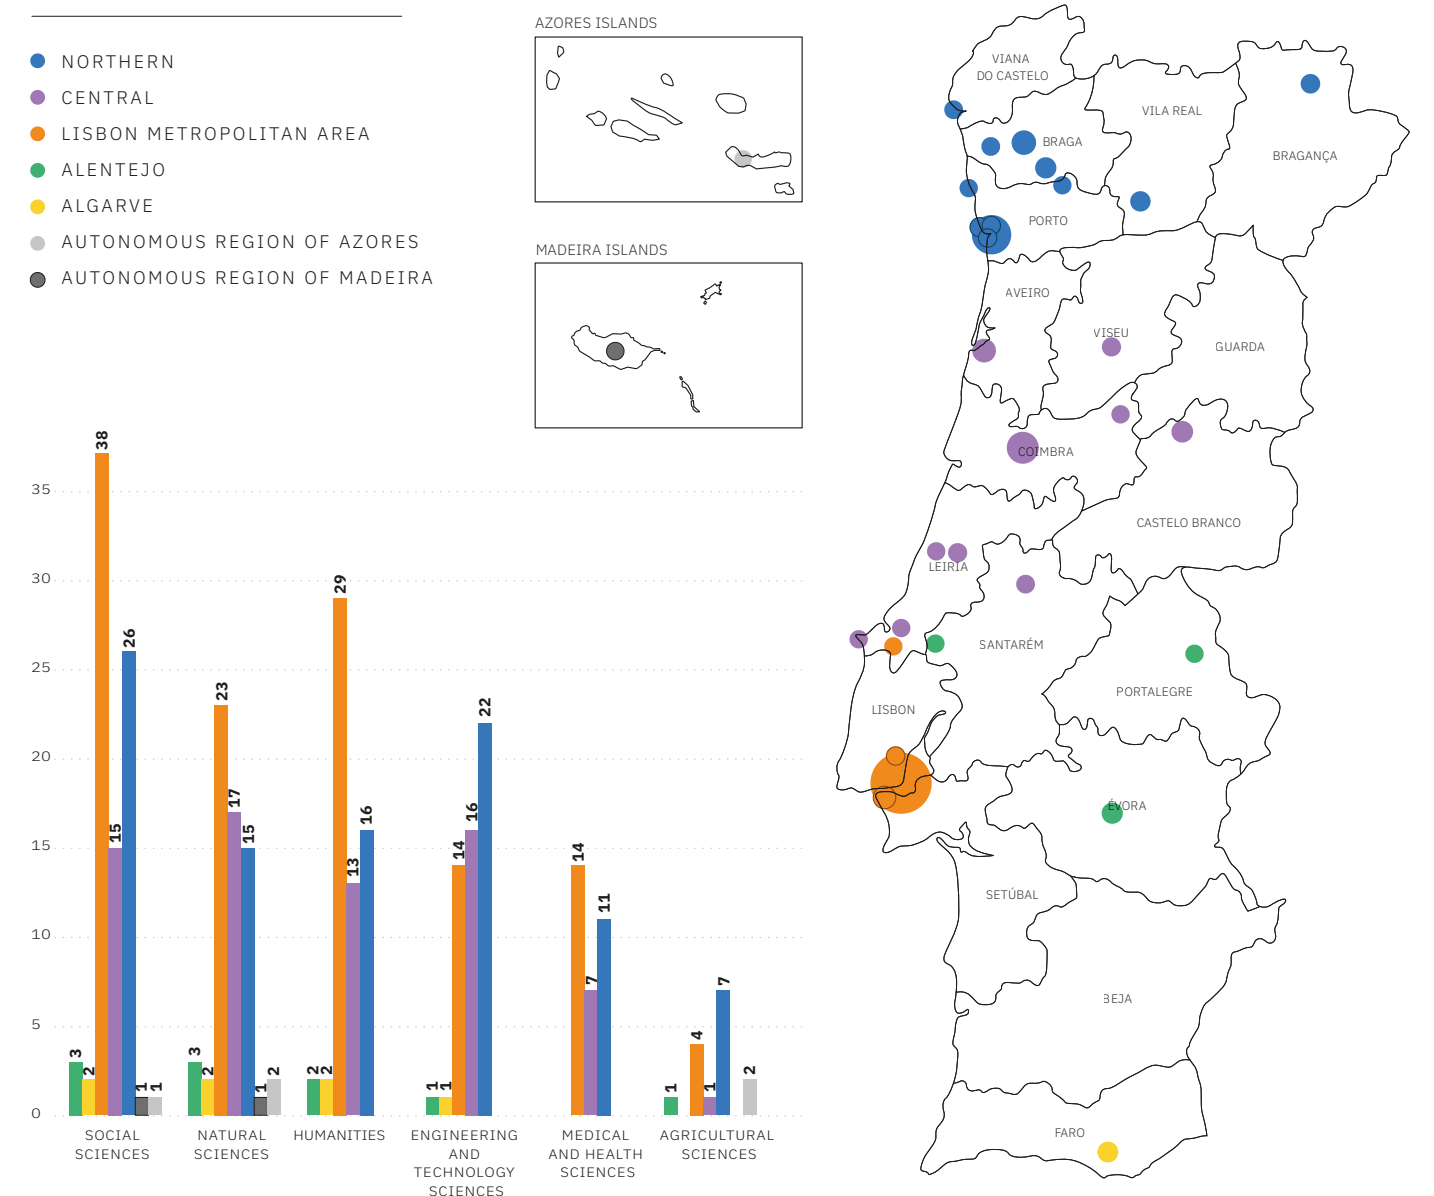 NORTHERN
CENTRAL
LISBON METROPOLITAN AREA
ALENTEJO
ALGARVE
AUTONOMOUS REGION OF AZORES
AUTONOMOUS REGION OF MADEIRA
AZORES ISLANDS
MADEIRA ISLANDS
VIANA
DO CASTELO
VILA REAL
BRAGA
BRAGANÇA
PORTO
AVEIRO
VISEU
GUARDA
COIMBRA
CASTELO BRANCO
LEIRIA
SANTARÉM
PORTALEGRE
LISBON
ÉVORA
SETÚBAL
BEJA
FARO
35
30
25
20
15
10
5
0
3
2
38
15
26
1
1
3
2
23
17
15
1
2
2
2
29
13
16
1
1
14
16
22
14
7
11
1
4
1
7
2
SOCIAL
SCIENCES
NATURAL
SCIENCES
HUMANITIES
ENGINEERING
AND
TECHNOLOGY
SCIENCES
MEDICAL
AND HEALTH
SCIENCES
AGRICULTURAL
SCIENCES